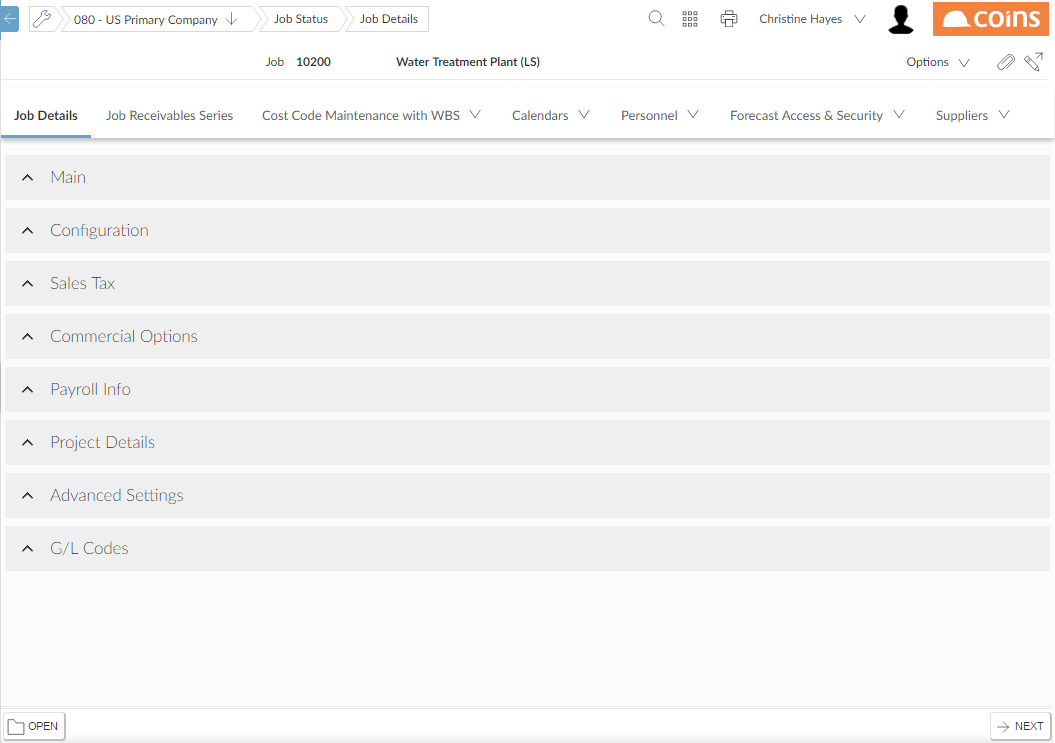 080 - US Primary Company Job Status Job Details Christine Hayes coins
Job 10200 Water Treatment Plant (LS) Options
Job Details Job Receivables Series Cost Code Maintenance with WBS Calendars Personnel Forecast Access & Security Suppliers
Main
Configuration
Sales Tax
Commercial Options
Payroll Info
Project Details
Advanced Settings
G/L Codes
OPEN NEXT